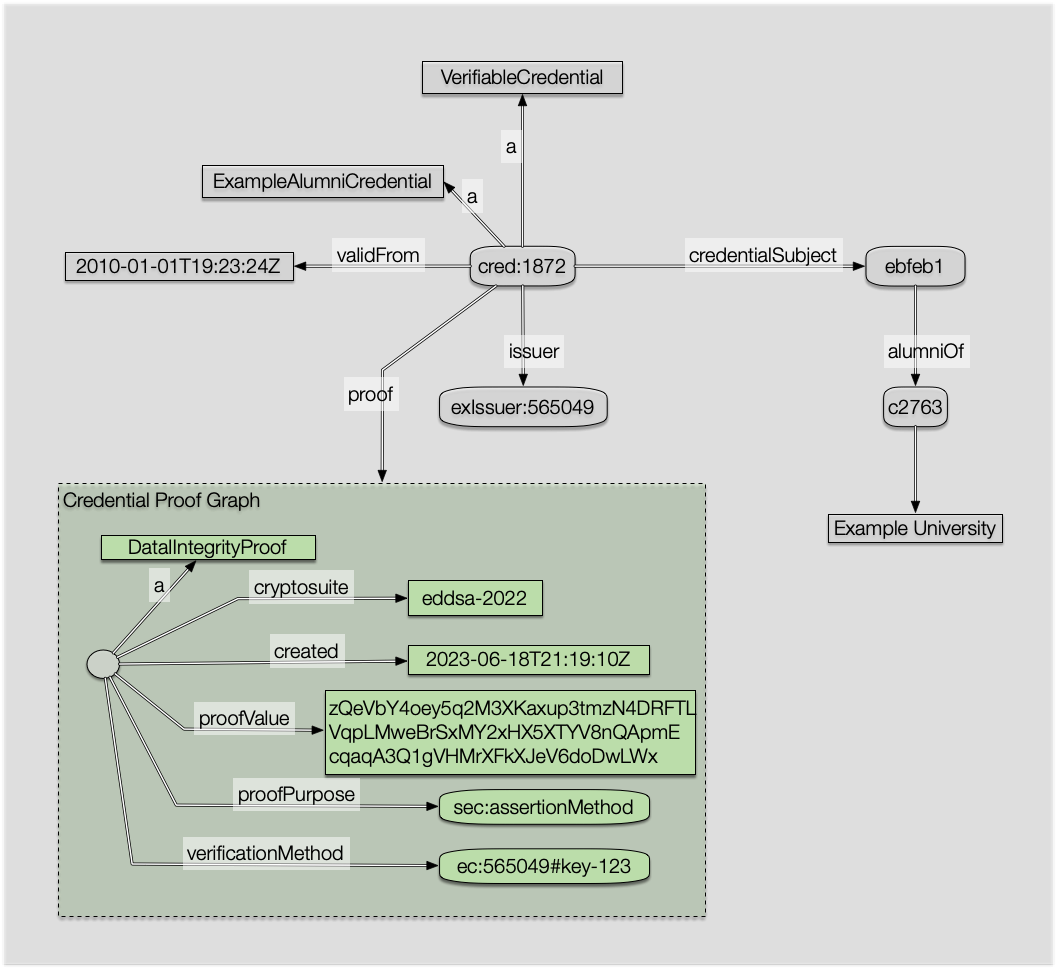 VerifiableCredential
a
ExampleAlumniCredential
a
2010-01-01T19:23:24Z
validFrom
cred:1872
credentialSubject
ebfeb1
issuer
alumniOf
proof
exIssuer:565049
c2763
Credential Proof Graph
Example University
DataIIntegrityProof
a
cryptosuite
eddsa-2022
created
2023-06-18T21:19:10Z
proofValue
zQeVbY4oey5q2M3XKaxup3tmzN4DRFTL
VqpLMweBrSxMY2xHX5XTYV8nQApmE
cqaqA3Q1gVHMrXFkXJeV6doDwLWx
proofPurpose
sec:assertionMethod
verificationMethod
ec:565049#key-123